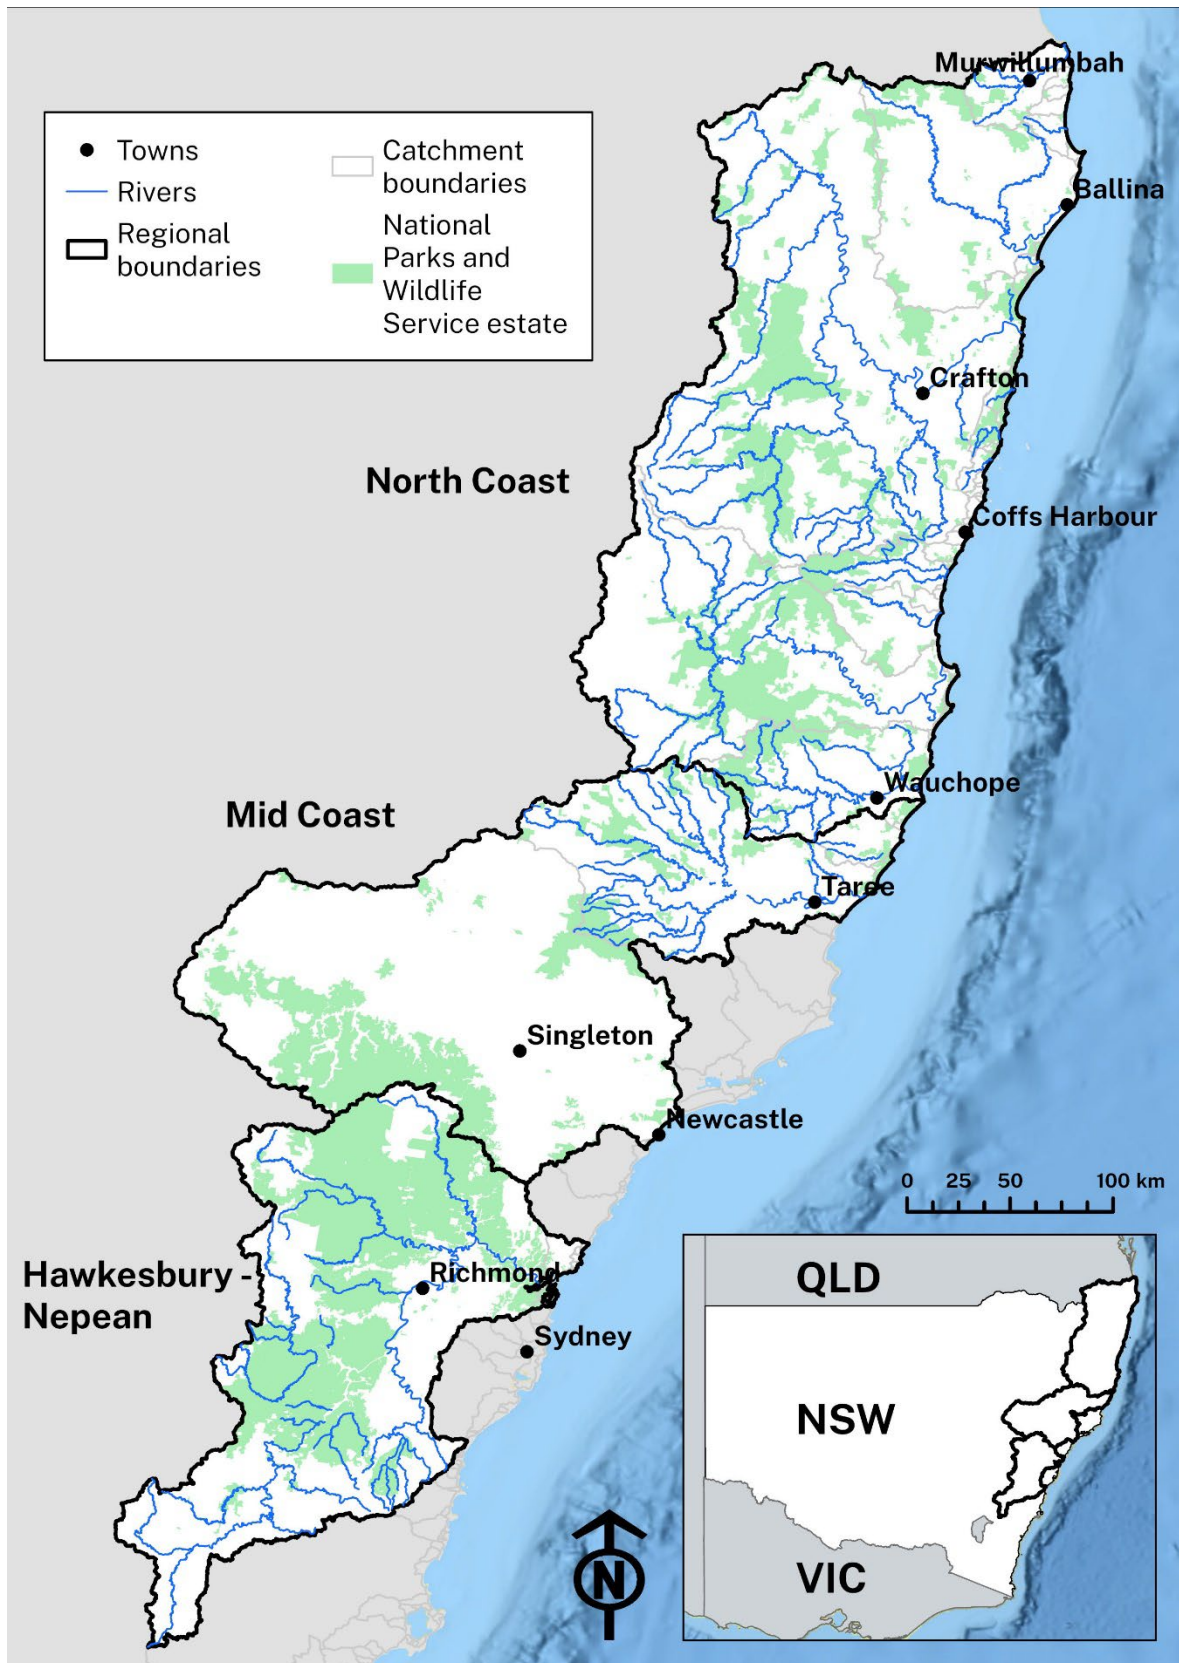 Murwillumbah
Towns
Rivers
Regional
boundaries
Catchment
boundaries
National
Parks and
Wildlife
Service estate
Ballina
Crafton
North Coast
Coffs Harbour
Wauchope
Mid Coast
Taree
Singleton
Newcastle
0 25 50 100 km
Hawkesbury -
Nepean
Richmond
Sydney
QLD
NSW
VIC
N